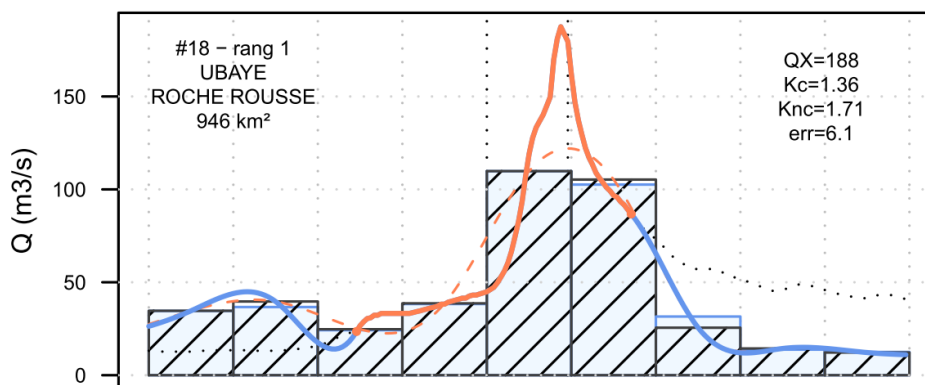 #18 − rang 1
UBAYE
ROCHE ROUSSE
946 km²
QX=188
Kc=1.36
Knc=1.71
err=6.1
Q (m3/s)
150
100
50
0